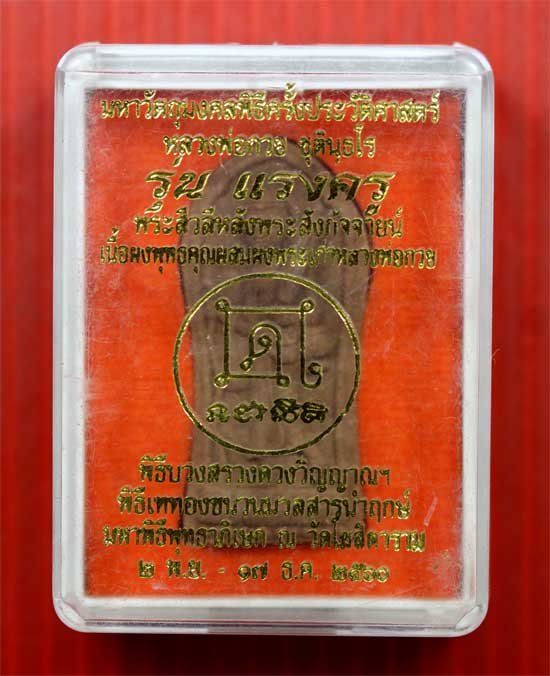 มหาวัตถุมงคลพิธีครั้งประวัติศาสตร์
หลวงพ่อกวย ชุตินฺธโร
รุ่น แรงครู
พระสิวลีหลังพระสังกัจจายน์
เนื้อผงพุทธคุณผสมผงพระเก่าหลวงพ่อกวย
พิธีบวงสรวงดวงวิญญาณฯ
พิธีเททองชนวนมวลสารนำฤกษ์
มหาพิธีพุทธาภิเษก ณ วัดโฆสิตาราม
๒ พ.ย. - ๑๗ ธ.ค. ๒๕๖๐